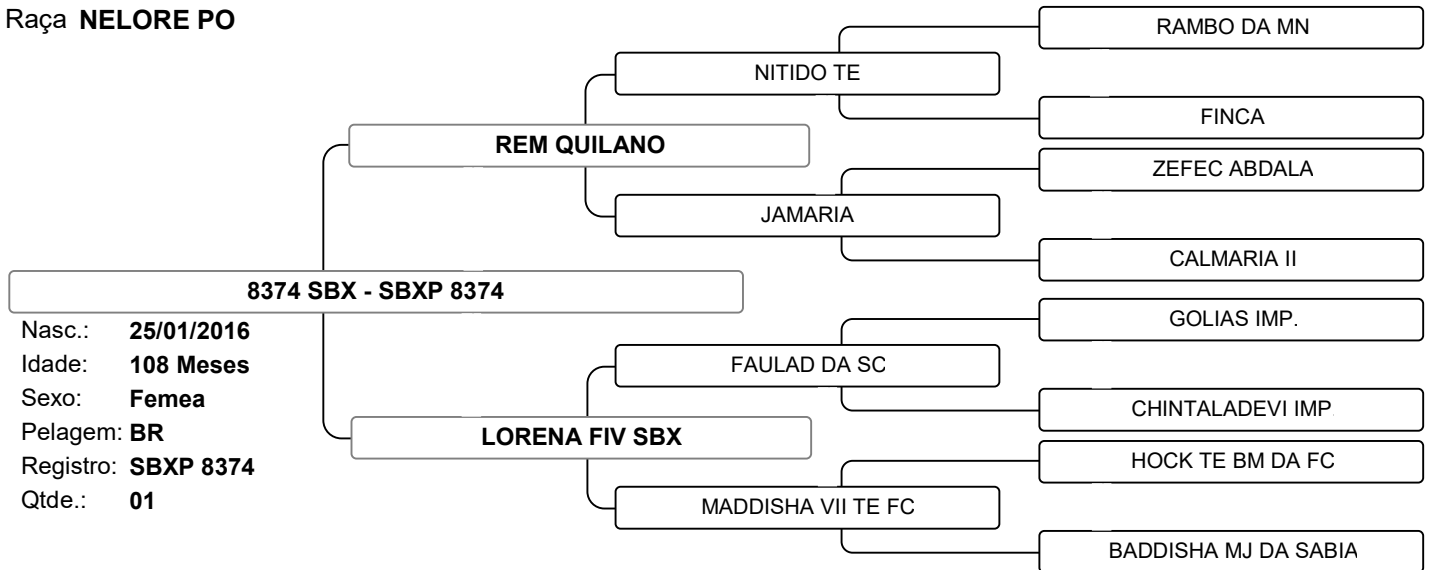 Raça NELORE PO
RAMBO DA MN
NITIDO TE
FINCA
REM QUILANO
ZEFEC ABDALA
JAMARIA
CALMARIA II
8374 SBX - SBXP 8374
GOLIAS IMP.
Nasc.: 25/01/2016
FAULAD DA SC
Idade: 108 Meses
Sexo: Femea
CHINTALADEVI IMP.
Pelagem: BR
LORENA FIV SBX
HOCK TE BM DA FC
Registro: SBXP 8374
Qtde.: 01
MADDISHA VII TE FC
BADDISHA MJ DA SABIA